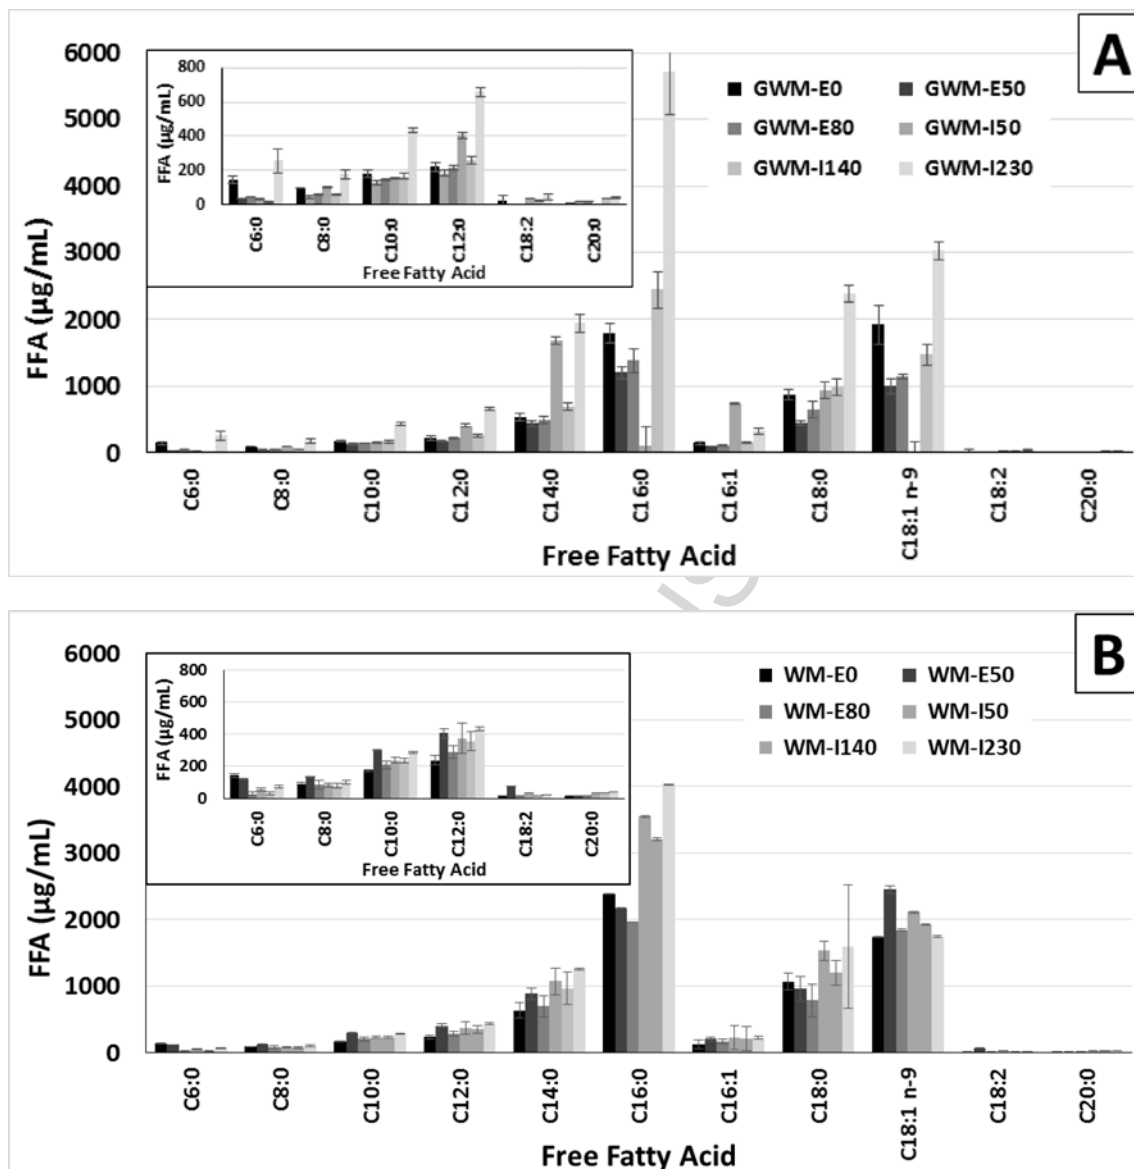 A
6000
5000
4000
3000
2000
1000
0
FFA (µg/mL)
800
600
400
200
0
FFA (µg/mL)
C6:0 C8:0 C10:0 C12:0 C18:2 C20:0
Free Fatty Acid
GWM-E0 GWM-E50
GWM-E80 GWM-I50
GWM-I140 GWM-I230
C6:0 C8:0 C10:0 C12:0 C14:0 C16:0 C16:1 C18:0 C18:1 n-9 C18:2 C20:0
Free Fatty Acid
B
6000
5000
4000
3000
2000
1000
0
FFA (µg/mL)
800
600
400
200
0
FFA (µg/mL)
C6:0 C8:0 C10:0 C12:0 C18:2 C20:0
Free Fatty Acid
WM-E0 WM-E50
WM-E80 WM-I50
WM-I140 WM-I230
C6:0 C8:0 C10:0 C12:0 C14:0 C16:0 C16:1 C18:0 C18:1 n-9 C18:2 C20:0
Free Fatty Acid